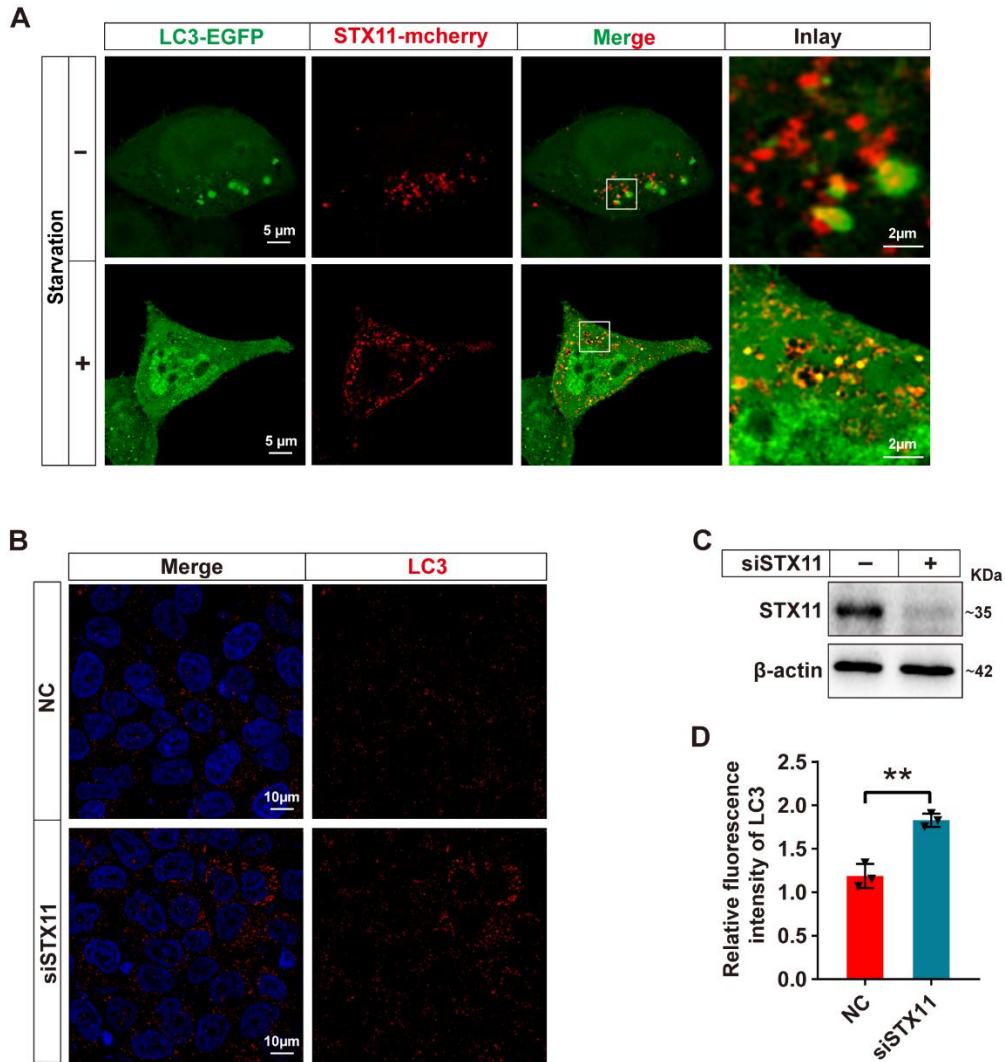 A
LC3-EGFP STX11-mcherry Merge Inlay
Starvation
−
5 μm
2μm
+
5 μm
2μm
B
Merge LC3
NC
10μm
siSTX11
10μm
C
siSTX11 − + KDa
STX11 ~35
β-actin ~42
D
Relative fluorescence
intensity of LC3
2.5
2.0
1.5
1.0
0.5
0.0
**
NC
siSTX11